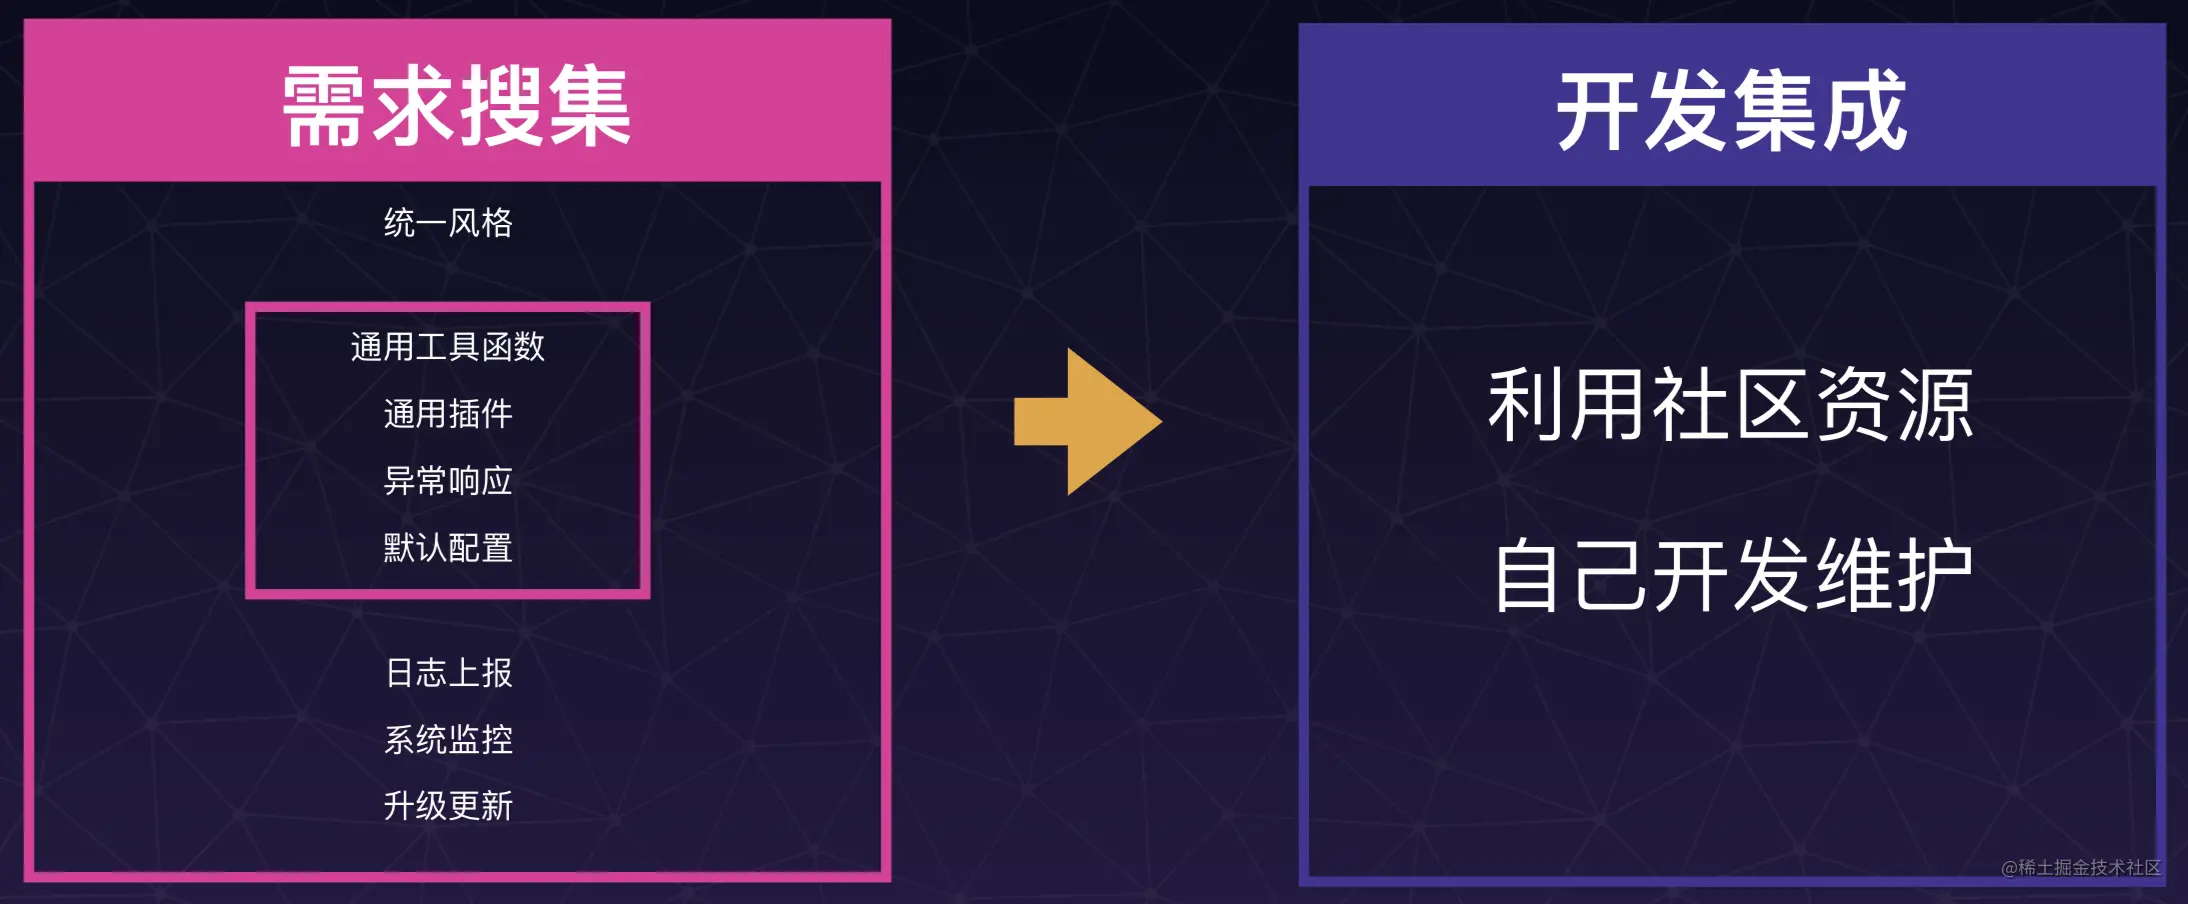 需求搜集
统一风格
通用工具函数
通用插件
异常响应
默认配置
日志上报
系统监控
升级更新
开发集成
利用社区资源
自己开发维护
@稀土掘金技术社区